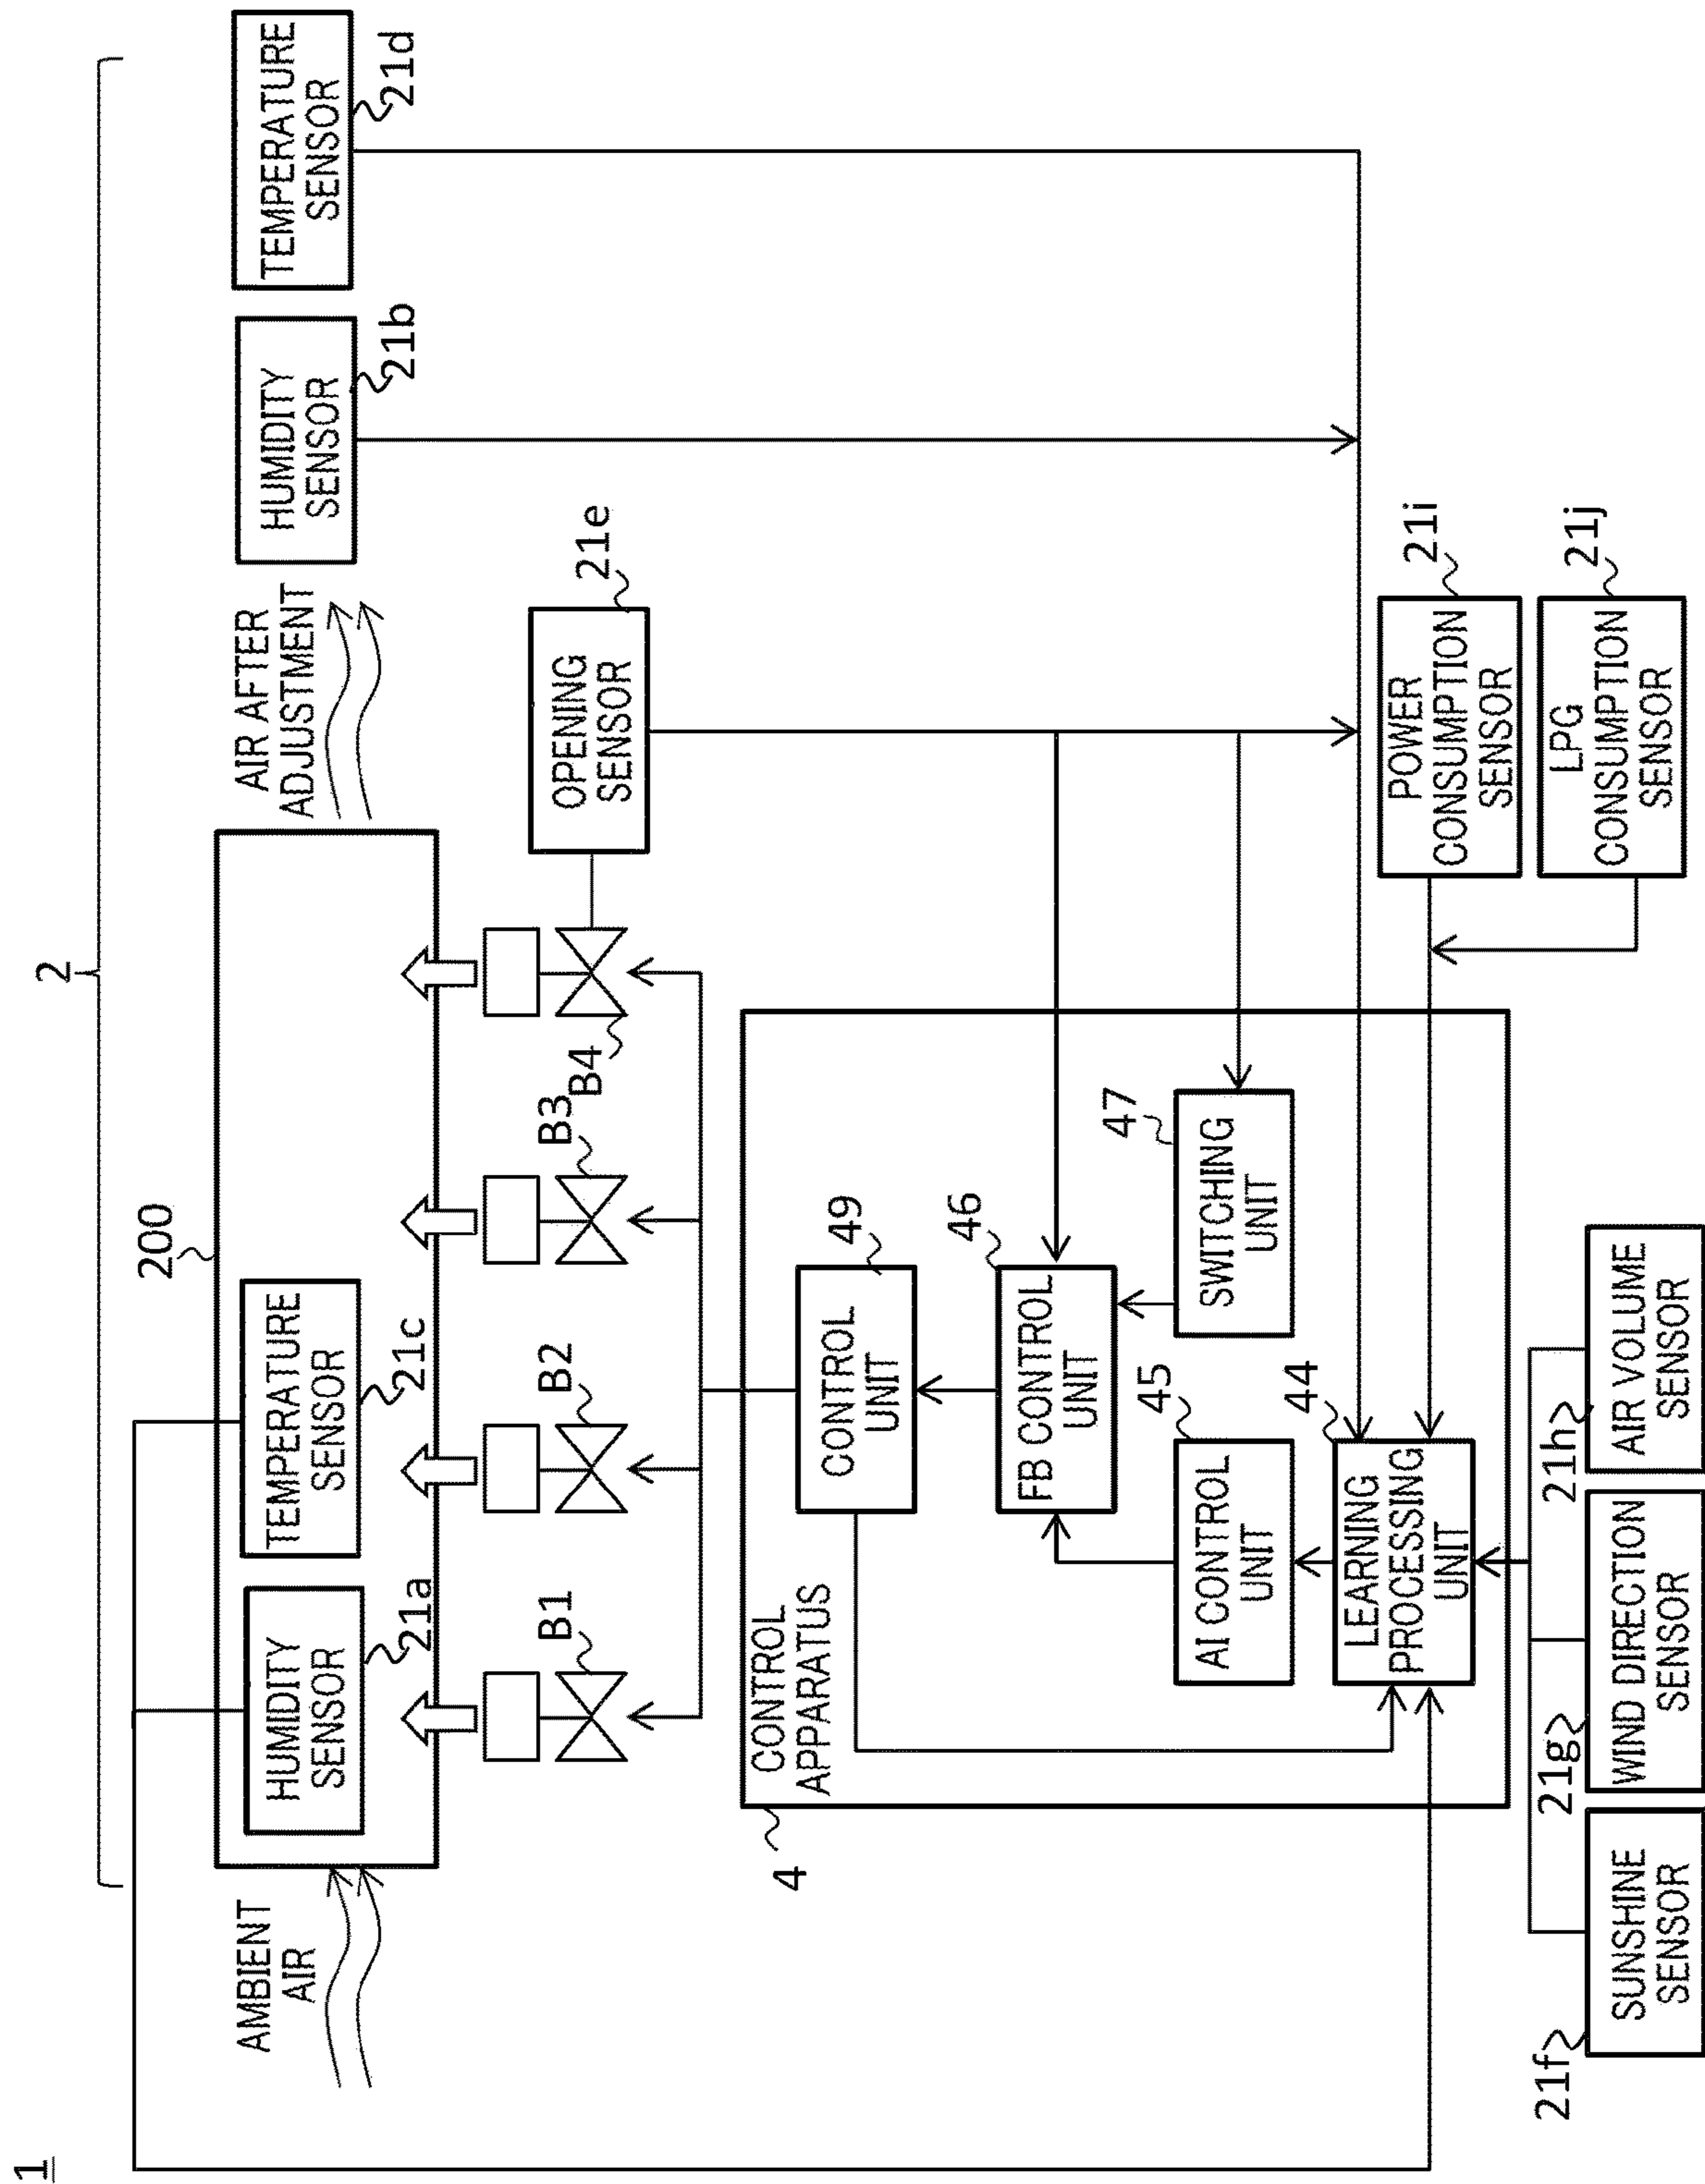 1
2
200
AMBIENT
AIR
HUMIDITY
SENSOR
21a
TEMPERATURE
SENSOR
21c
AIR AFTER
ADJUSTMENT
HUMIDITY
SENSOR
21b
TEMPERATURE
SENSOR
21d
B1
B2
B3
B4
OPENING
SENSOR
21e
4
CONTROL
APPARATUS
CONTROL
UNIT
49
FB CONTROL
UNIT
46
SWITCHING
UNIT
47
AI CONTROL
UNIT
45
LEARNING
PROCESSING
UNIT
44
POWER
CONSUMPTION
SENSOR
21i
LPG
CONSUMPTION
SENSOR
21j
21f
SUNSHINE
SENSOR
21g
WIND DIRECTION
SENSOR
21h
AIR VOLUME
SENSOR